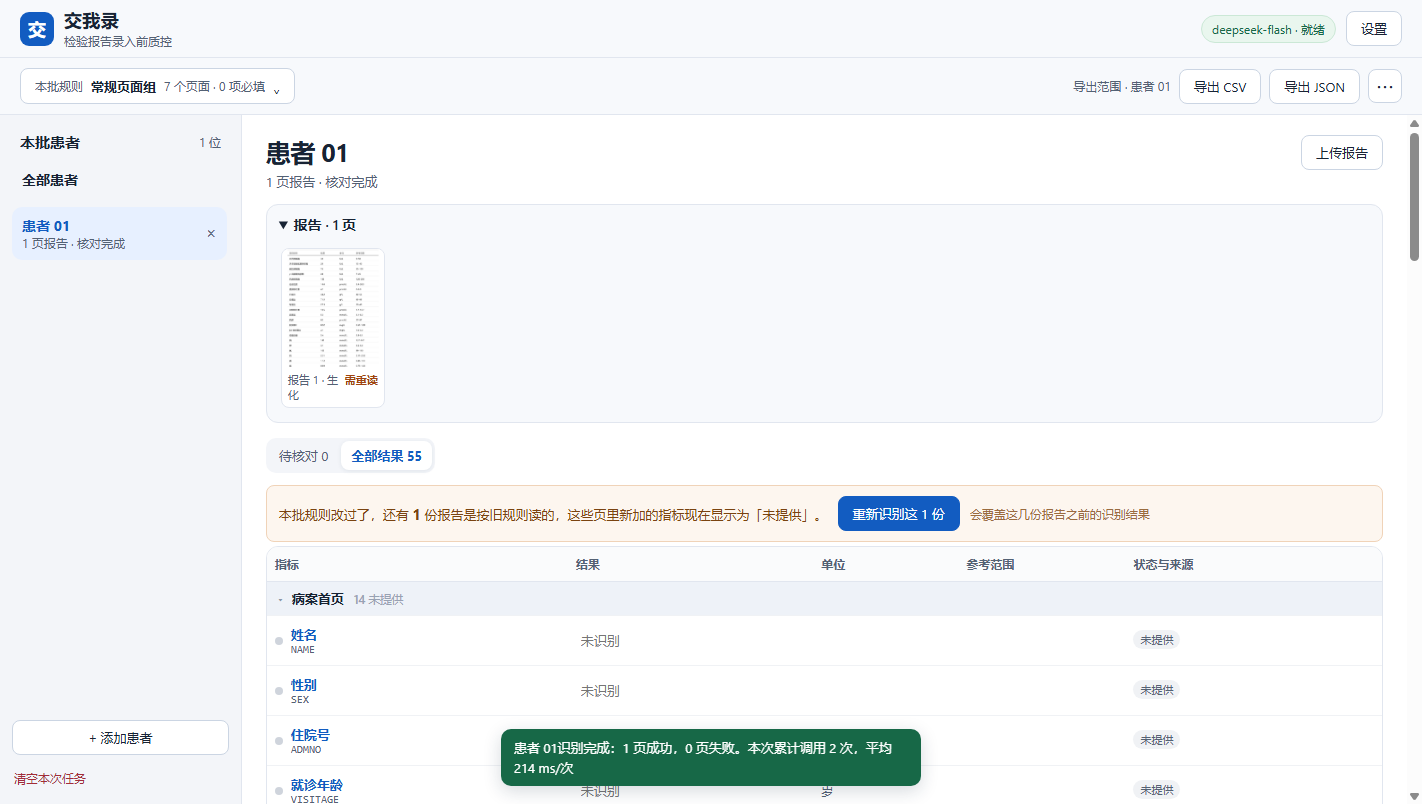 交
交我录
检验报告录入前质控
deepseek-flash · 就绪
设置
本批规则 常规页面组 7 个页面 · 0 项必填
导出范围 · 患者 01
导出 CSV
导出 JSON
⋯
本批患者
1 位
全部患者
患者 01
1 页报告 · 核对完成
×
+ 添加患者
清空本次任务
患者 01
1 页报告 · 核对完成
上传报告
▼ 报告 · 1 页
报告 1 · 生化
需重读
待核对 0
全部结果 55
本批规则改过了，还有 1 份报告是按旧规则读的，这些页里新加的指标现在显示为「未提供」。
重新识别这 1 份
会覆盖这几份报告之前的识别结果
指标 结果 单位 参考范围 状态与来源
病案首页 14 未提供
姓名 未识别 未提供
NAME
性别 未识别 未提供
SEX
住院号 未提供
ADMNO
就诊年龄 未识别 岁 未提供
VISITAGE
患者 01识别完成：1 页成功，0 页失败。本次累计调用 2 次，平均
214 ms/次